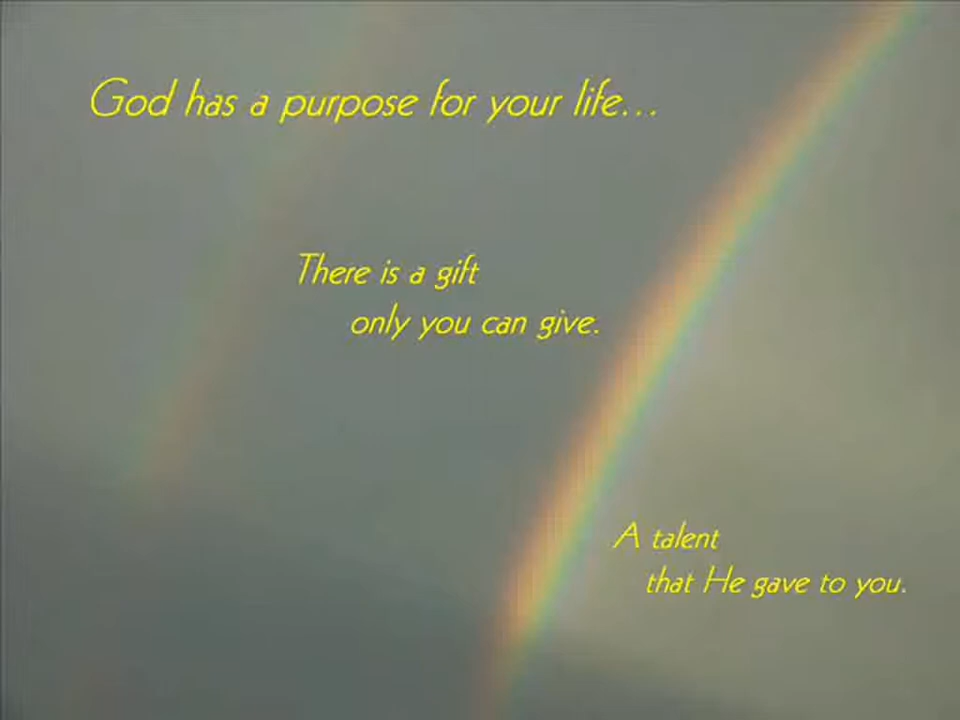 God has a purpose for your life...
There is a gift
only you can give.
A talent
that He gave to you.